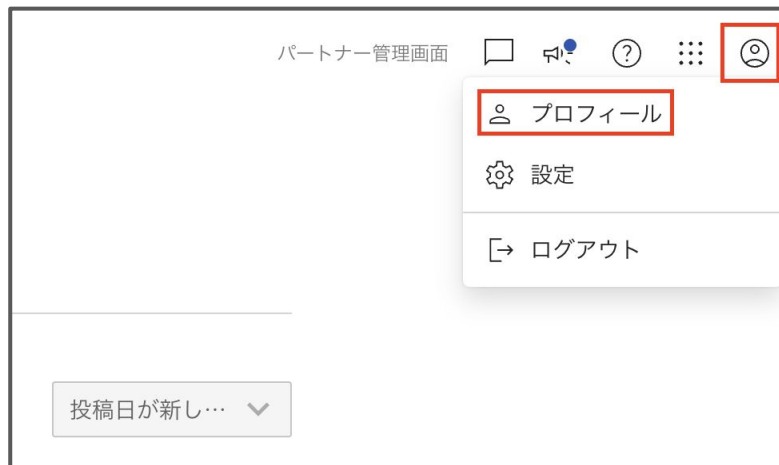 パートナー管理画面
プロフィール
設定
ログアウト
投稿日が新し…